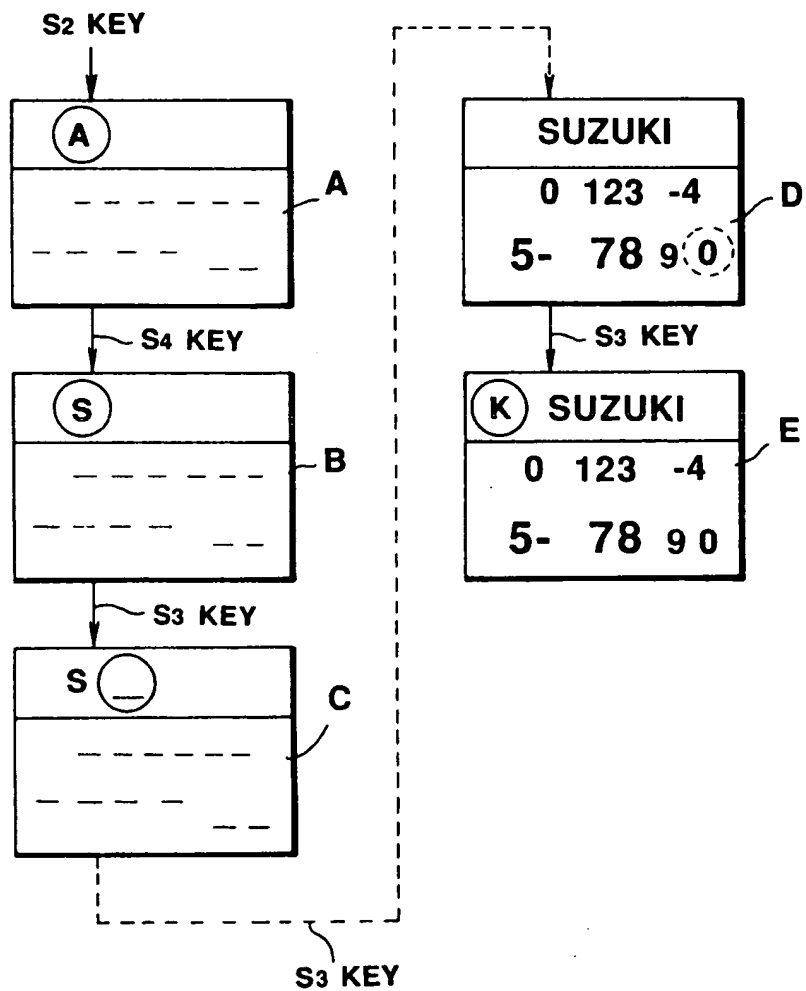 S2 KEY
A
A
S4 KEY
S
B
S3 KEY
S _
C
S3 KEY
SUZUKI
0 123 -4
5- 78 9 0
D
S3 KEY
K SUZUKI
0 123 -4
5- 78 9 0
E